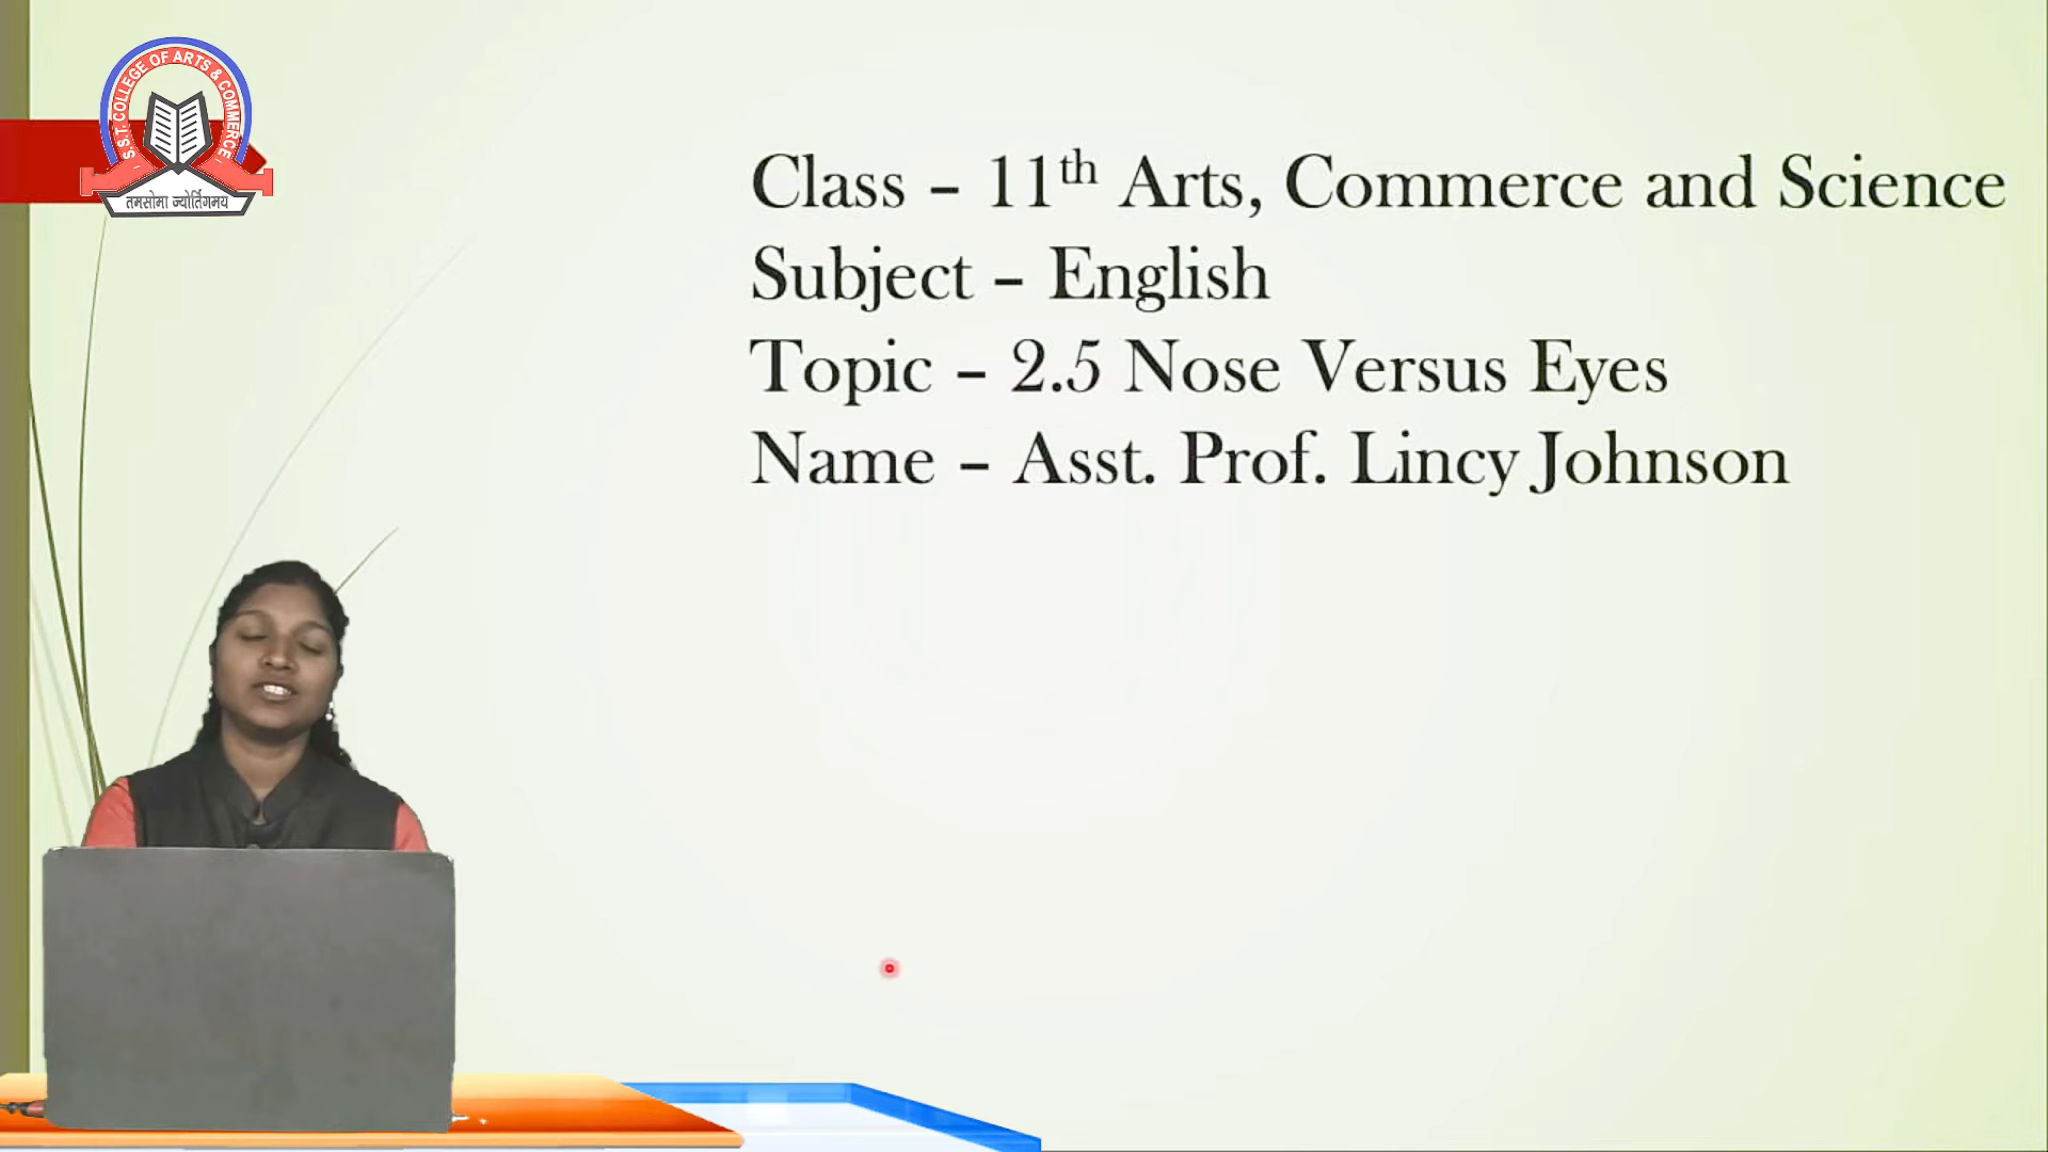 S.S.T. COLLEGE OF ARTS & COMMERCE
तमसोमा ज्योर्तिगमय
Class – 11th Arts, Commerce and Science
Subject – English
Topic – 2.5 Nose Versus Eyes
Name – Asst. Prof. Lincy Johnson